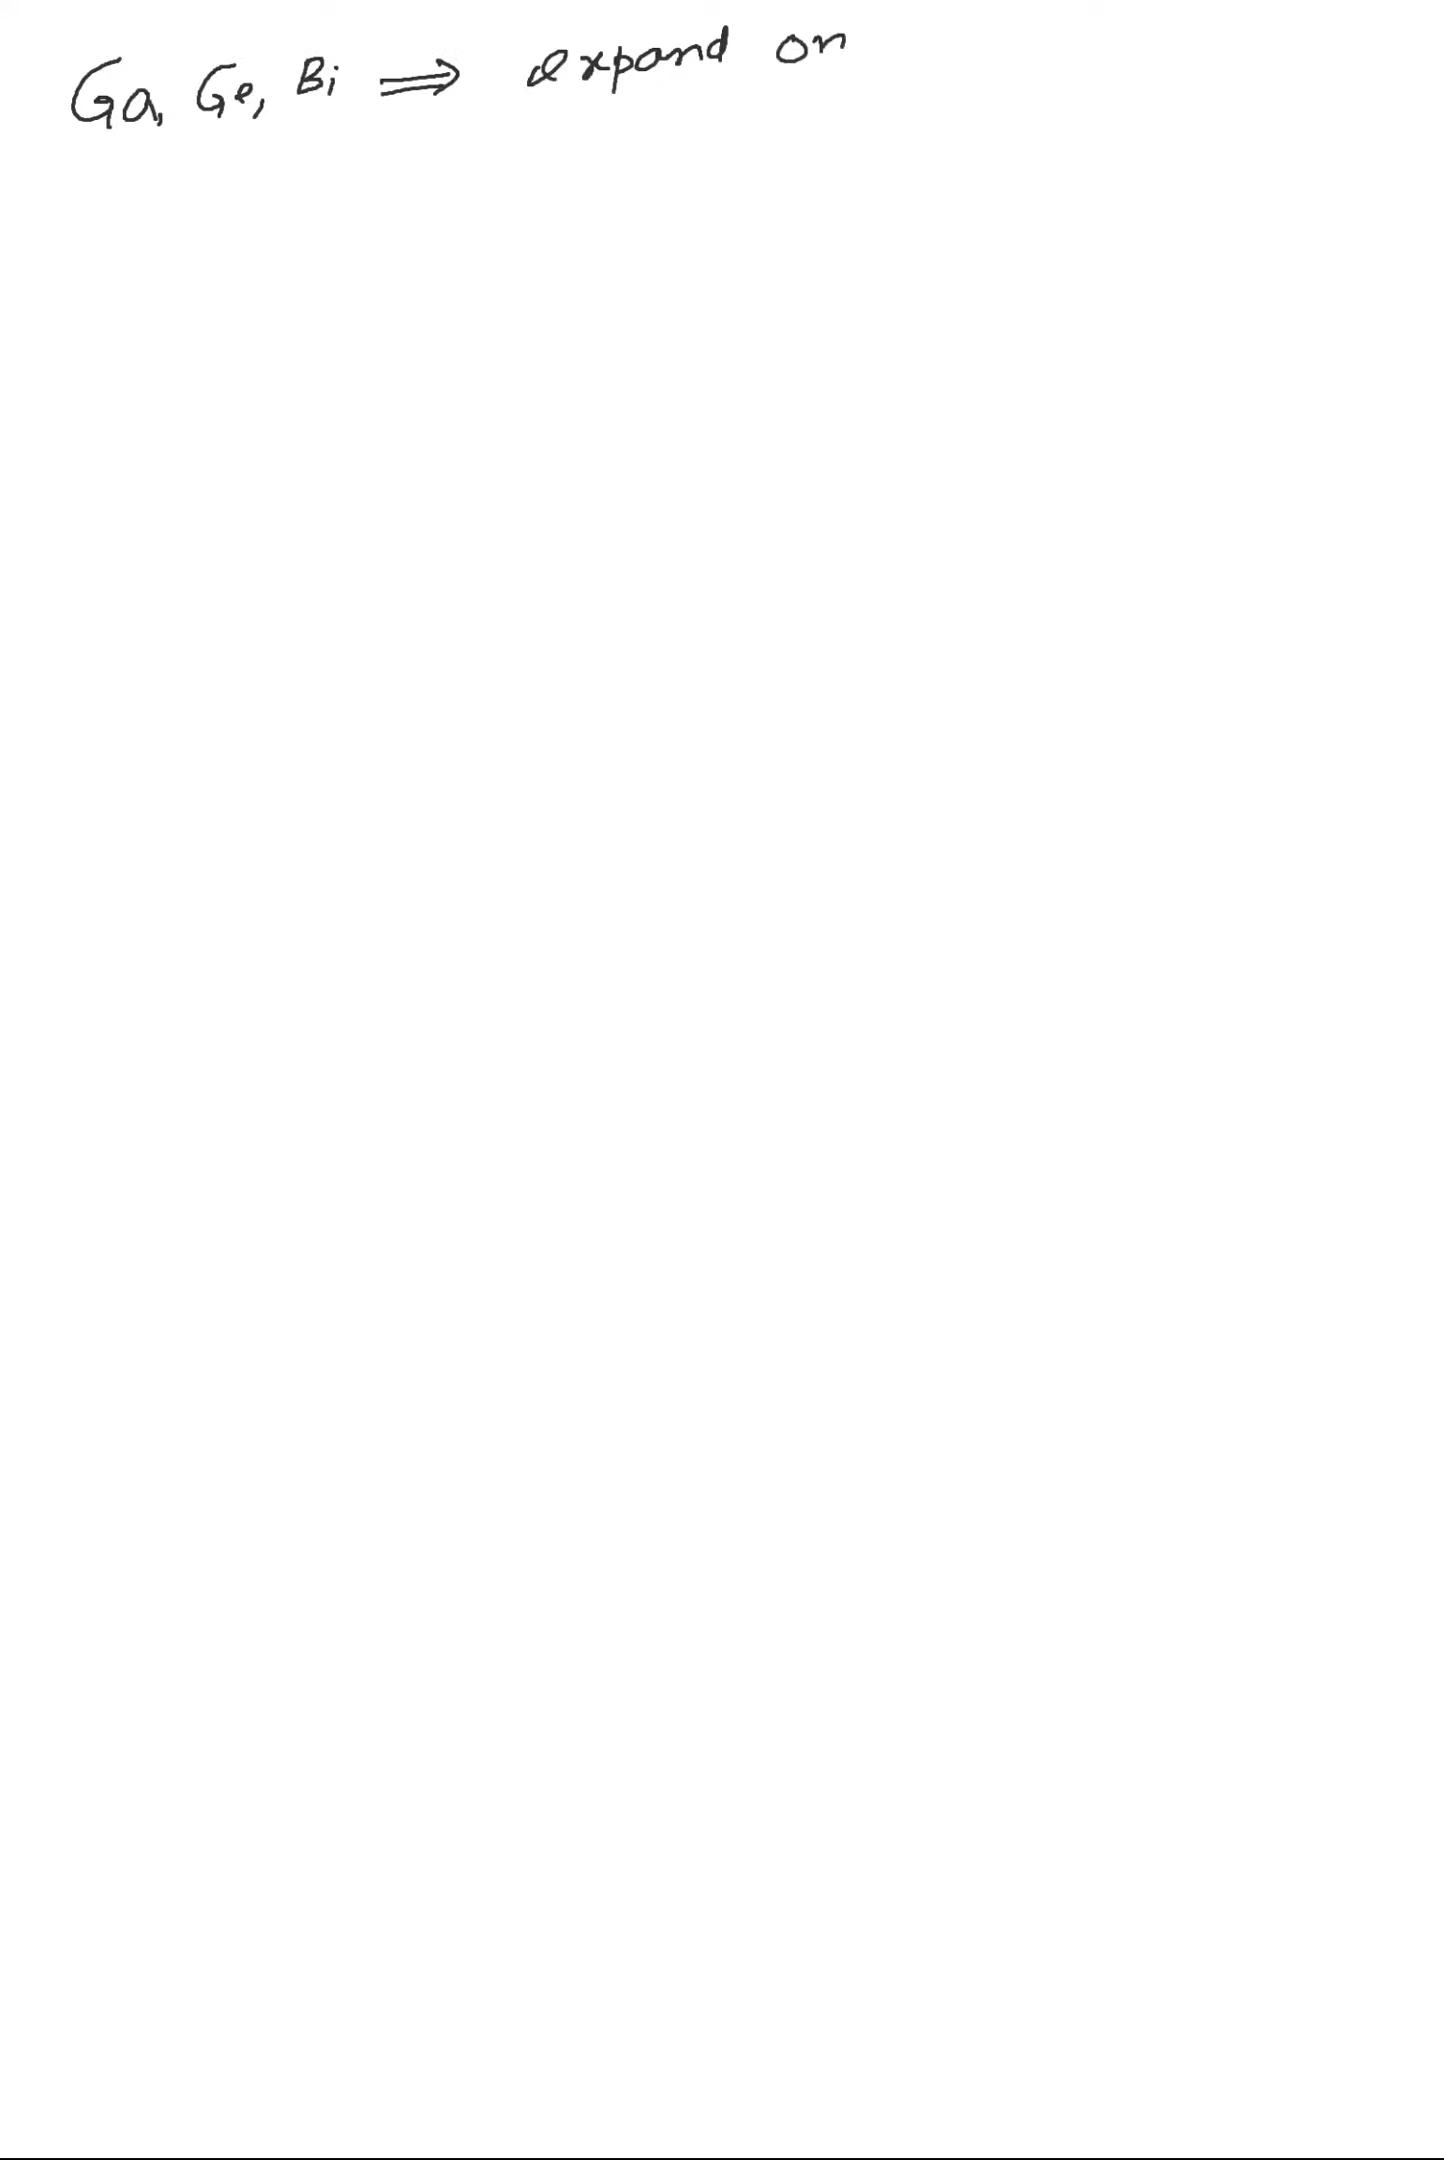 Ga, Ge, Bi ⇒ expand on